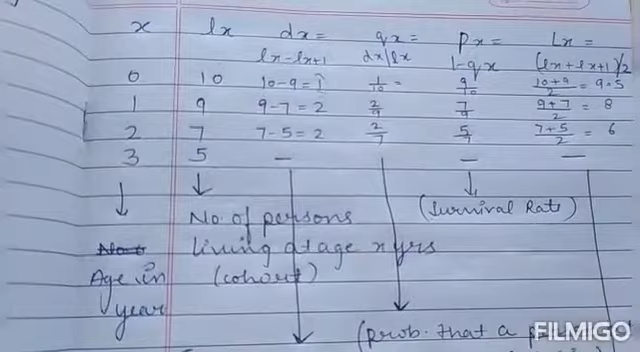 x lx dx = qx = px = Lx =
lx-lx+1 dx/lx 1-qx (lx+lx+1)/2
0 10 10-9=1 1/10 9/10 10+9/2 = 9.5
1 9 9-7=2 2/9 7/9 9+7/2 = 8
2 7 7-5=2 2/7 5/7 7+5/2 = 6
3 5 — — —
No. of persons (Survival Rate)
living at age x yrs
Age in (cohort)
year
(prob. that a
FILMIGO